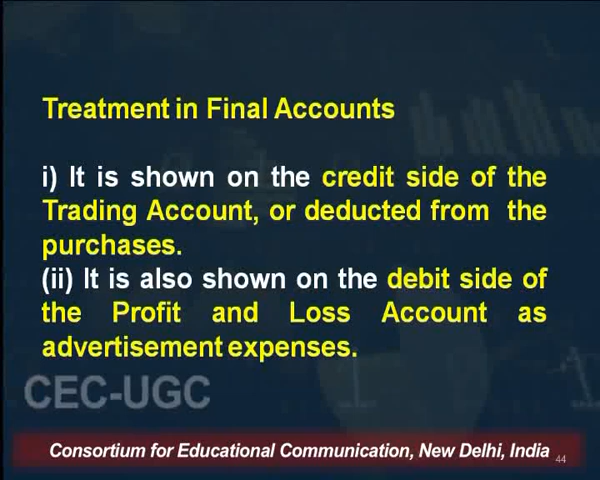 Treatment in Final Accounts
i) It is shown on the credit side of the
Trading Account, or deducted from the
purchases.
(ii) It is also shown on the debit side of
the Profit and Loss Account as
advertisement expenses.
CEC-UGC
Consortium for Educational Communication, New Delhi, India
44